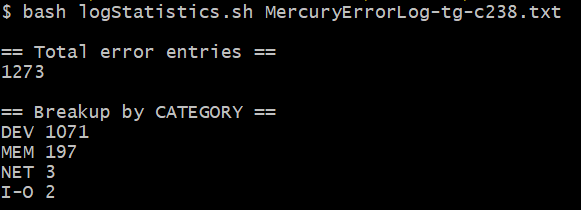 $ bash logStatistics.sh MercuryErrorLog-tg-c238.txt
== Total error entries ==
1273
== Breakup by CATEGORY ==
DEV 1071
MEM 197
NET 3
I-O 2